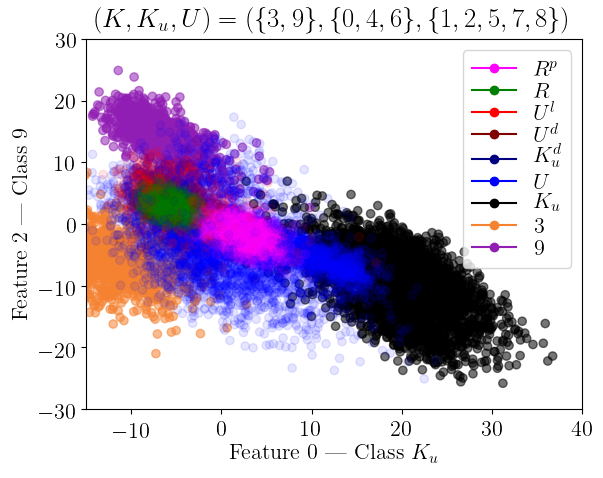 (K, K_u, U) = ({3, 9}, {0, 4, 6}, {1, 2, 5, 7, 8})
30
20
10
0
−10
−20
−30
Feature 2 — Class 9
R^p
R
U^l
U^d
K_u^d
U
K_u
3
9
−10
0
10
20
30
40
Feature 0 — Class K_u